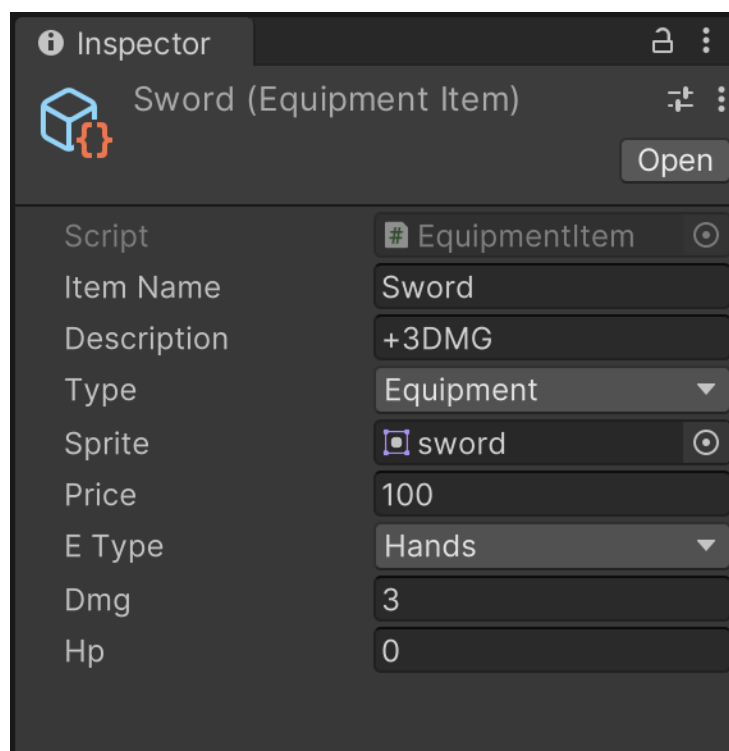 Inspector
Sword (Equipment Item)
Open
Script # EquipmentItem
Item Name Sword
Description +3DMG
Type Equipment
Sprite sword
Price 100
E Type Hands
Dmg 3
Hp 0